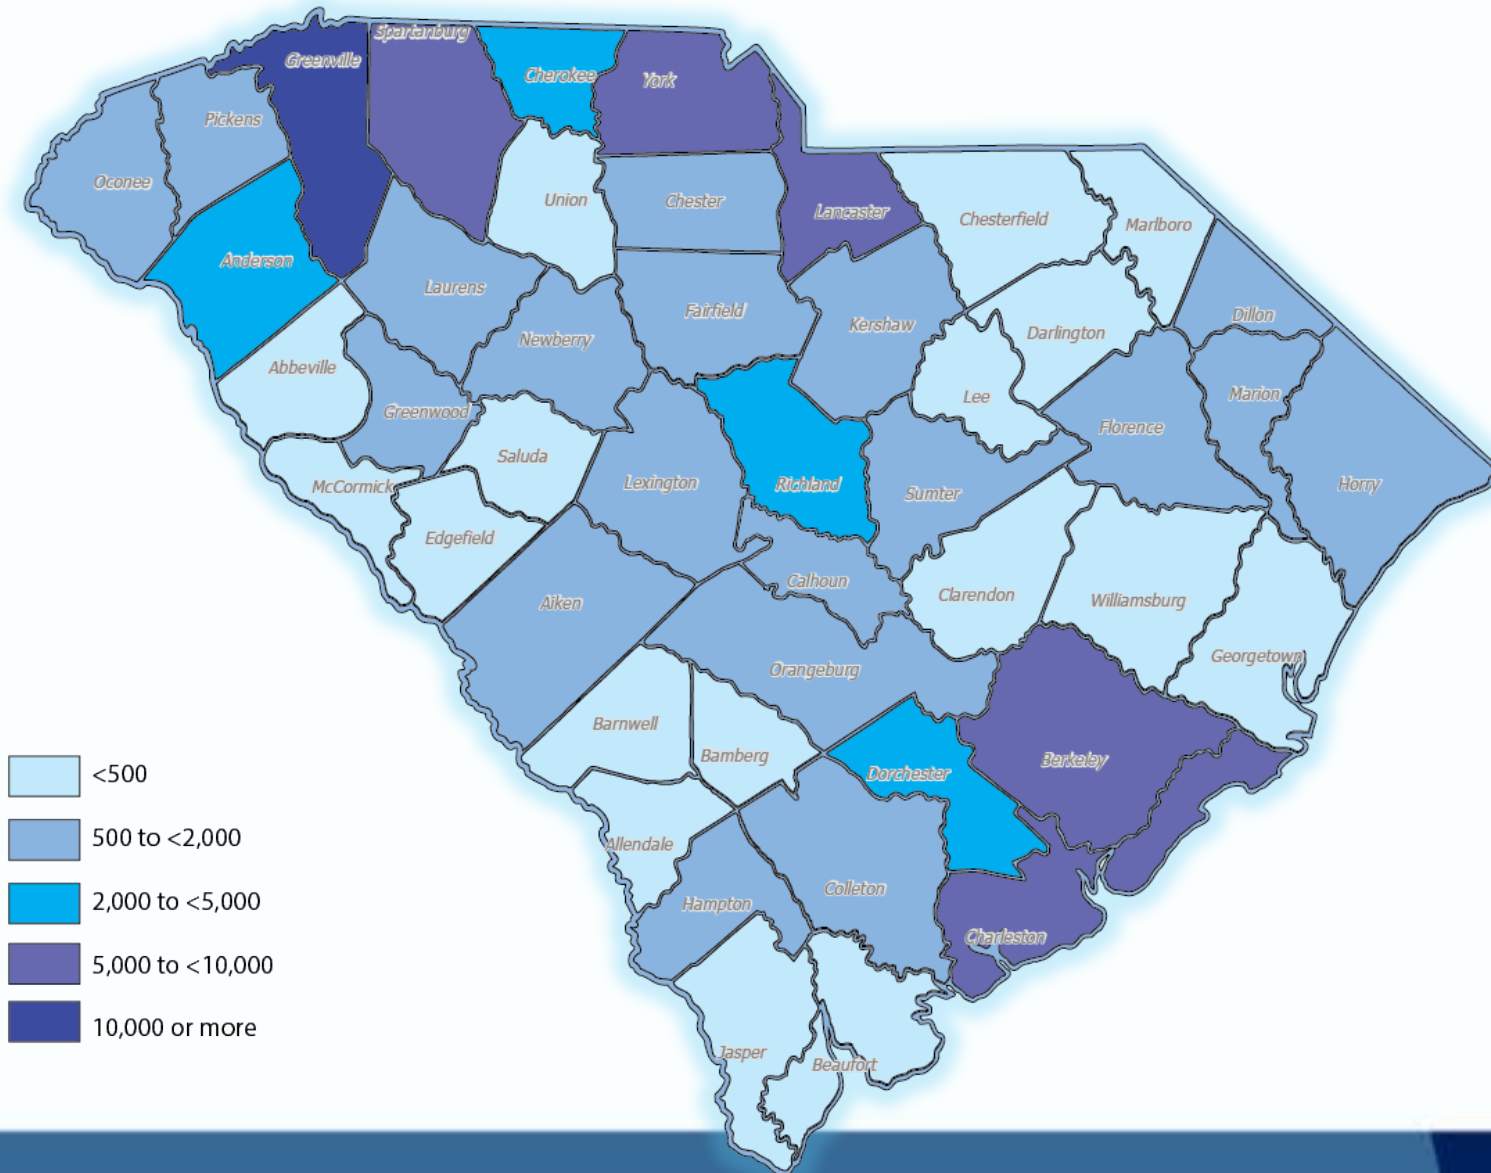 Spartanburg
Greenville
Cherokee
York
Pickens
Oconee
Union
Chester
Lancaster
Chesterfield
Marlboro
Anderson
Laurens
Fairfield
Kershaw
Dillon
Newberry
Darlington
Abbeville
Greenwood
Lee
Marion
Florence
Saluda
McCormick
Lexington
Richland
Sumter
Horry
Edgefield
Calhoun
Aiken
Clarendon
Williamsburg
Georgetown
Orangeburg
Barnwell
Bamberg
Dorchester
Berkeley
Allendale
Hampton
Colleton
Charleston
Jasper
Beaufort
<500
500 to <2,000
2,000 to <5,000
5,000 to <10,000
10,000 or more